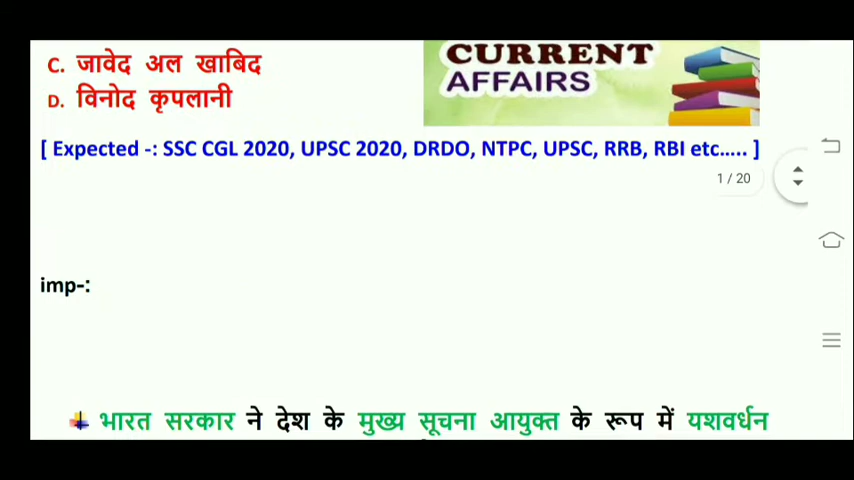 C. जावेद अल खाबिद
D. विनोद कृपलानी
CURRENT
AFFAIRS
[ Expected -: SSC CGL 2020, UPSC 2020, DRDO, NTPC, UPSC, RRB, RBI etc..... ]
1 / 20
imp-:
भारत सरकार ने देश के मुख्य सूचना आयुक्त के रूप में यशवर्धन